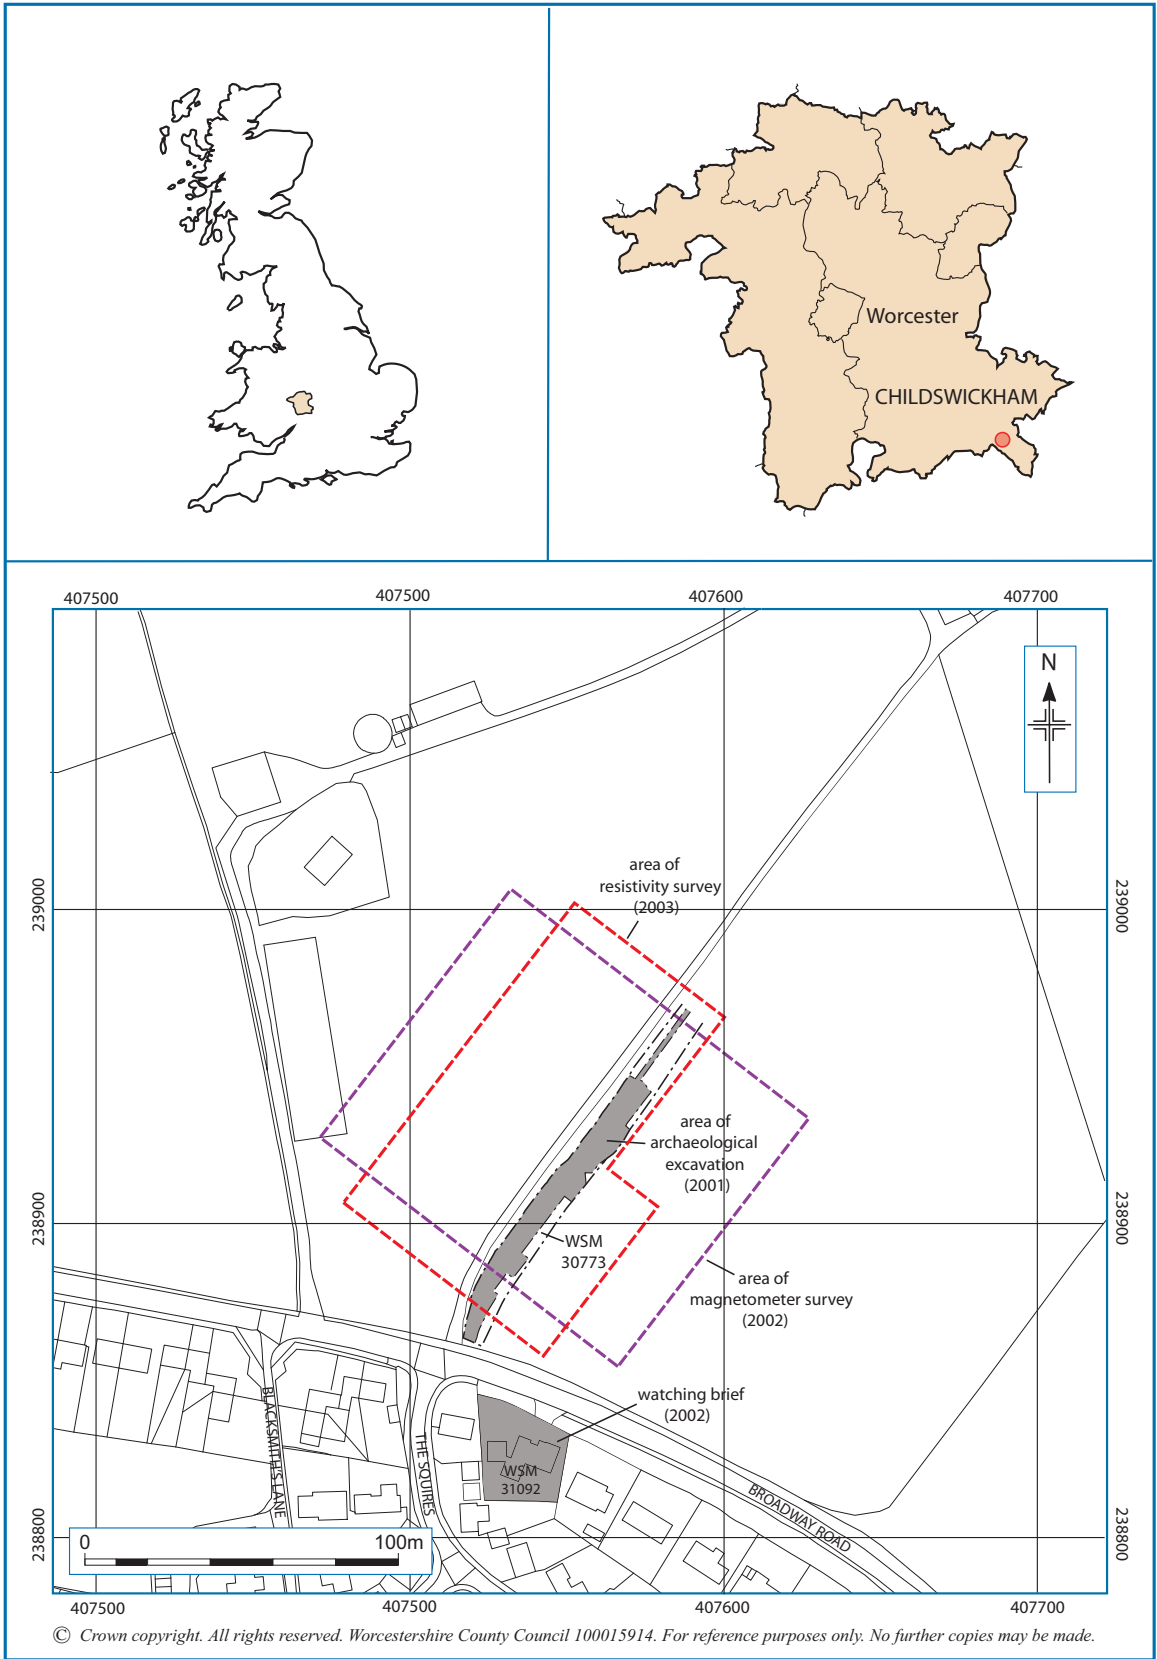 Worcester
CHILDSWICKHAM
407500
407500
407600
407700
N
area of
resistivity survey
(2003)
239000
239000
area of
archaeological
excavation
(2001)
238900
238900
WSM
30773
area of
magnetometer survey
(2002)
watching brief
(2002)
BLACKSMITH'S LANE
THE SQUIRES
WSM
31092
BROADWAY ROAD
238800
238800
0
100m
407500
407500
407600
407700
© Crown copyright. All rights reserved. Worcestershire County Council 100015914. For reference purposes only. No further copies may be made.